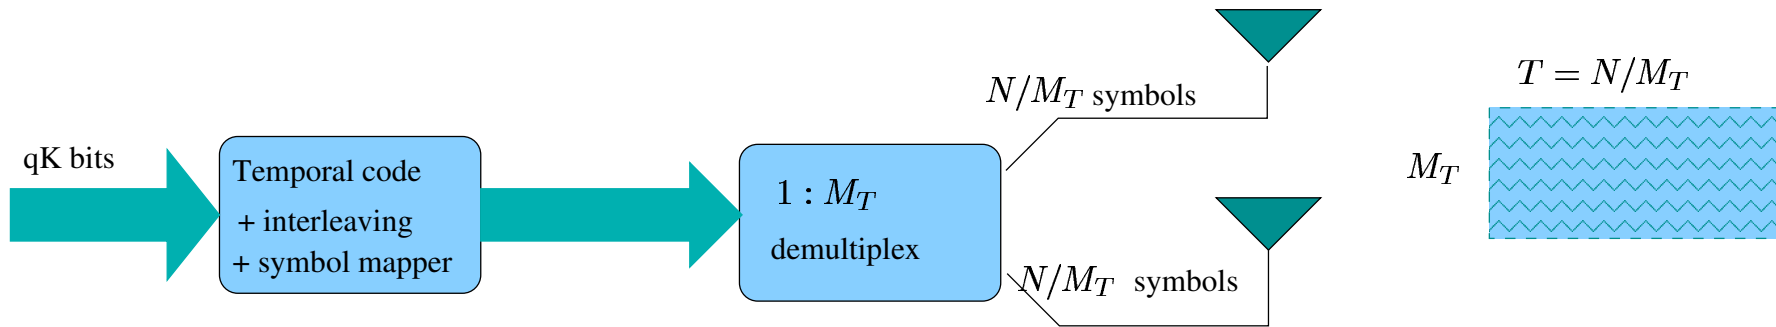 qK bits
Temporal code
+ interleaving
+ symbol mapper
1 : M_T
demultiplex
N/M_T symbols
N/M_T symbols
T = N/M_T
M_T